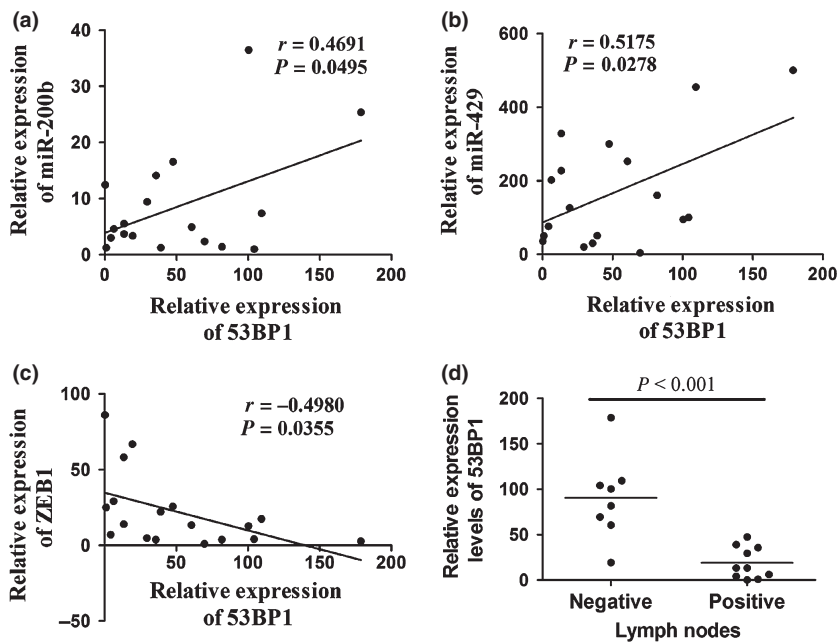 (a)
40
30
20
10
0
r = 0.4691
P = 0.0495
Relative expression
of miR-200b
0 50 100 150 200
Relative expression
of 53BP1
(b)
600
400
200
0
r = 0.5175
P = 0.0278
Relative expression
of miR-429
0 50 100 150 200
Relative expression
of 53BP1
(c)
100
50
0
–50
r = –0.4980
P = 0.0355
Relative expression
of ZEB1
50 100 150 200
Relative expression
of 53BP1
(d)
200
150
100
50
0
P < 0.001
Relative expression
levels of 53BP1
Negative Positive
Lymph nodes